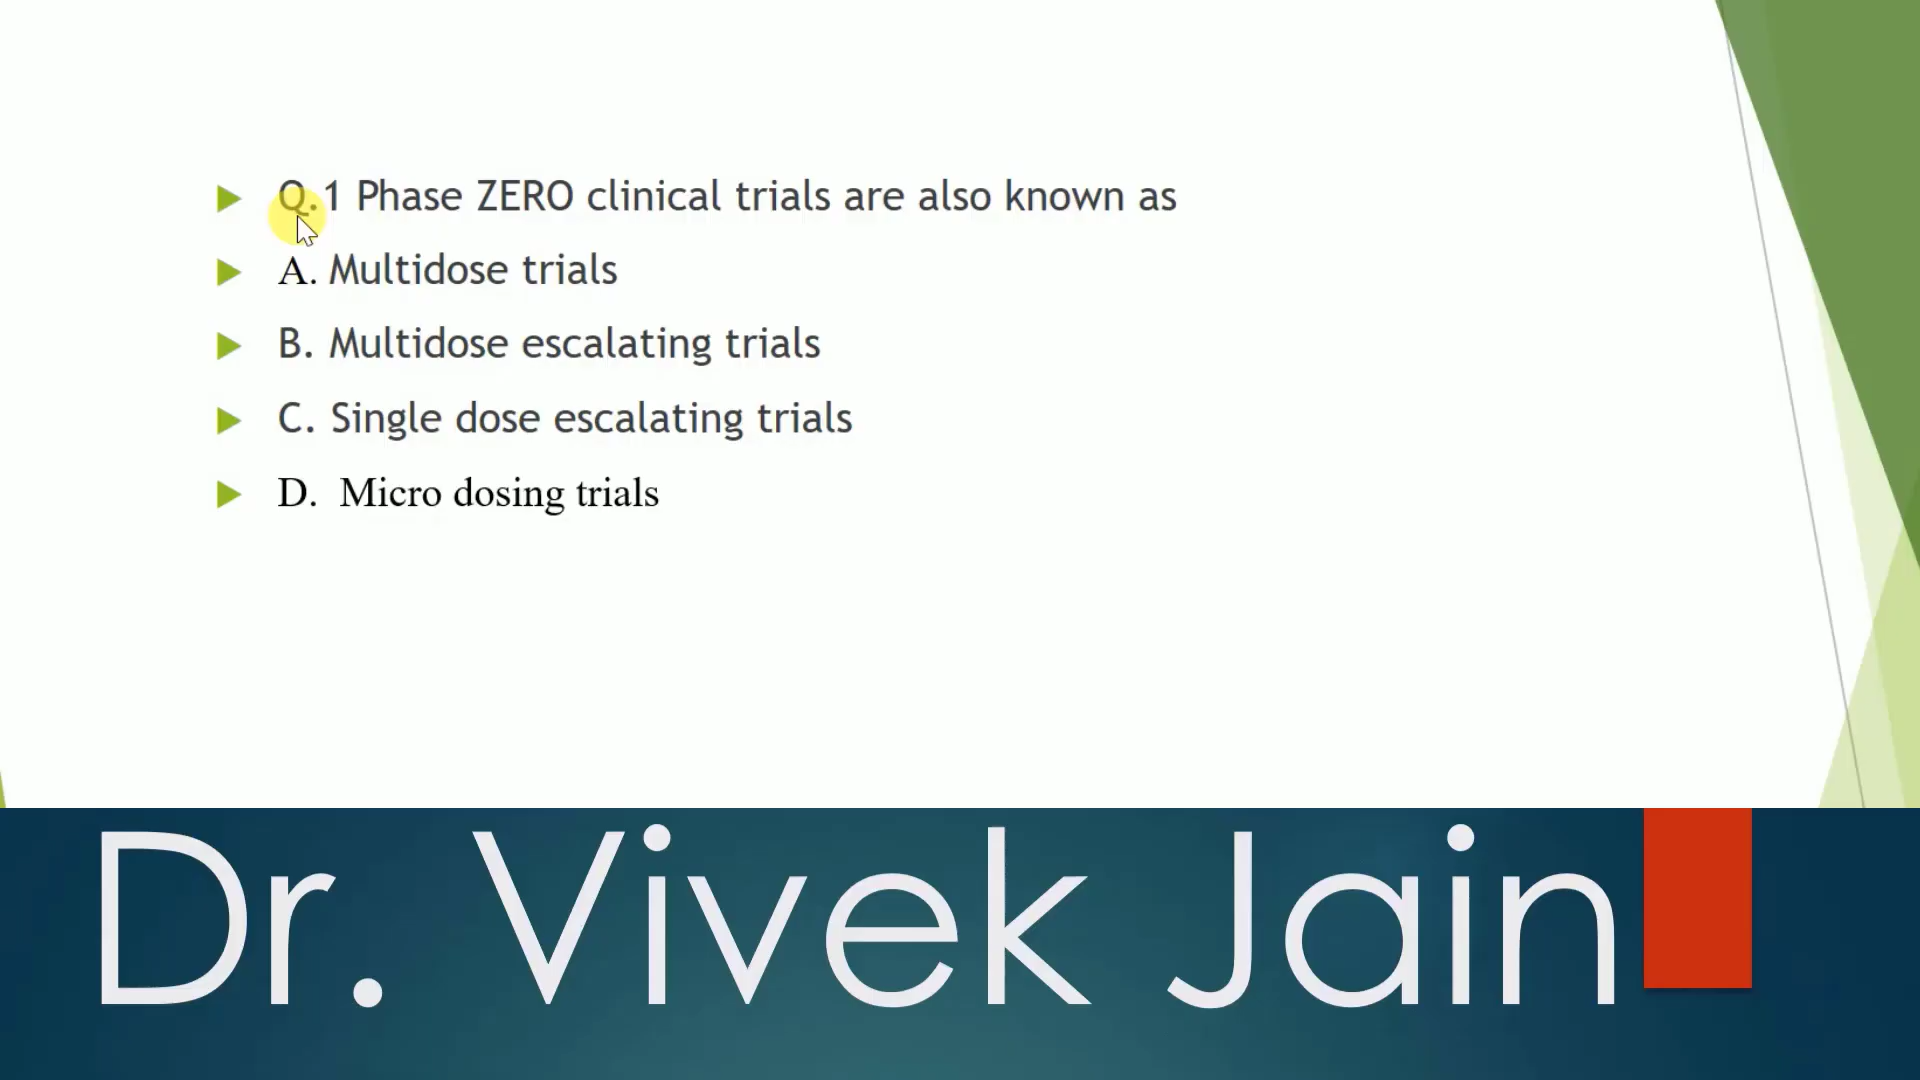 Q.1 Phase ZERO clinical trials are also known as
A. Multidose trials
B. Multidose escalating trials
C. Single dose escalating trials
D. Micro dosing trials
Dr. Vivek Jain